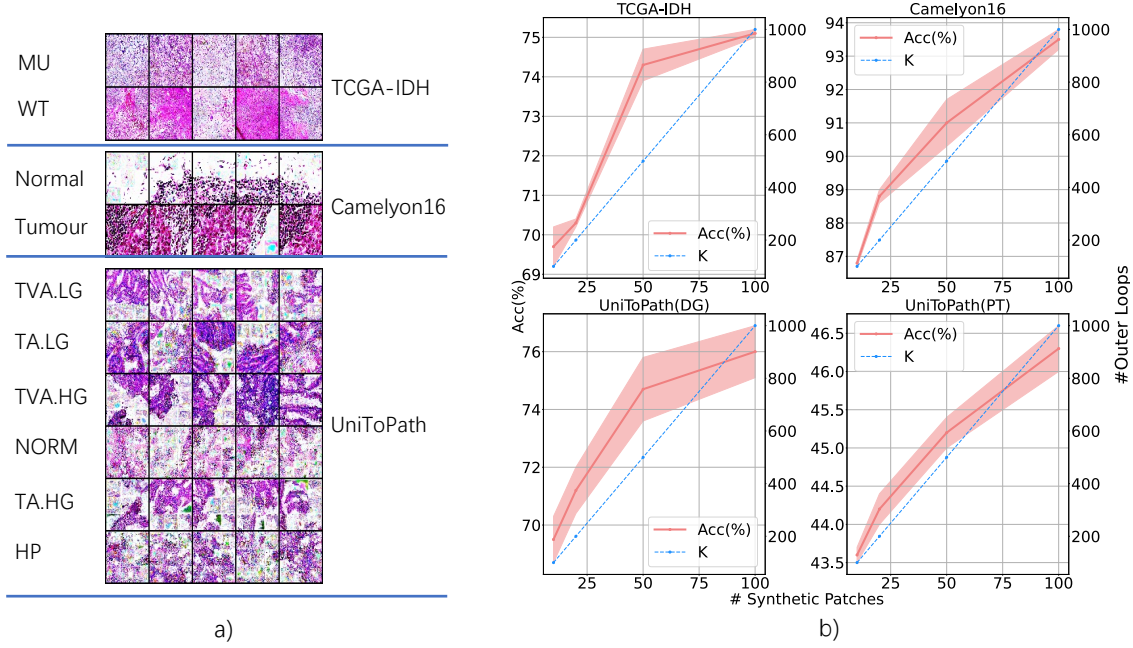 MU
WT
TCGA-IDH
Normal
Tumour
Camelyon16
TVA.LG
TA.LG
TVA.HG
NORM
TA.HG
HP
UniToPath
a)
TCGA-IDH
75
74
73
72
71
70
69
1000
800
600
400
200
25 50 75 100
Acc(%)
K
Camelyon16
94
93
92
91
90
89
88
87
1000
800
600
400
200
25 50 75 100
Acc(%)
K
UniToPath(DG)
76
74
72
70
1000
800
600
400
200
25 50 75 100
Acc(%)
K
UniToPath(PT)
46.5
46.0
45.5
45.0
44.5
44.0
43.5
1000
800
600
400
200
25 50 75 100
Acc(%)
K
Acc(%)
#Outer Loops
# Synthetic Patches
b)